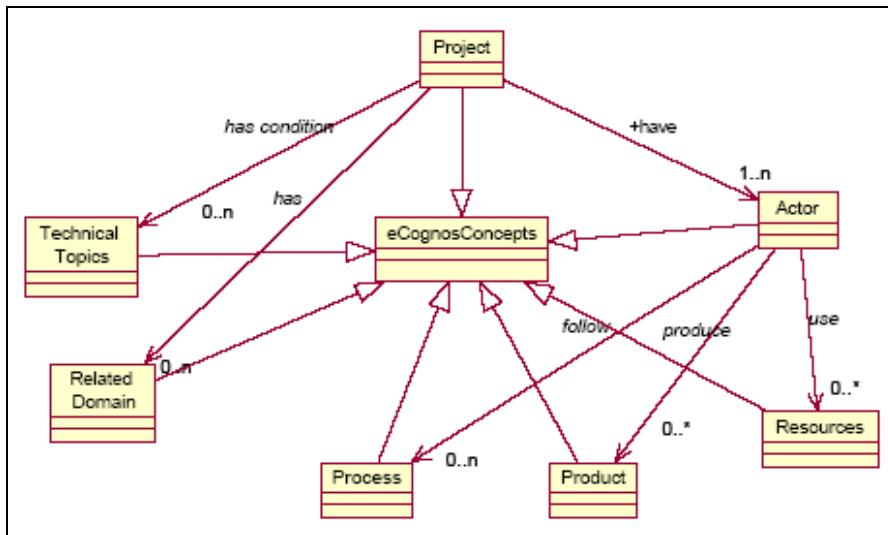 Project
has condition
+have
0..n
has
1..n
Technical
Topics
eCognosConcepts
Actor
follow
produce
use
Related
Domain
0..n
0..*
Resources
0..n
0..*
Process
Product